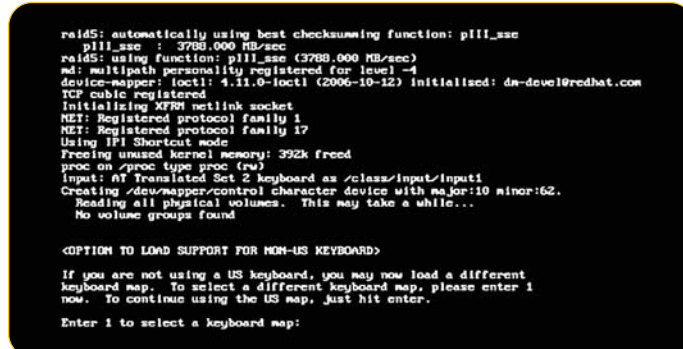 raid5: automatically using best checksumming function: pIII_sse
pIII_sse : 3788.000 MB/sec
raid5: using function: pIII_sse (3788.000 MB/sec)
md: multipath personality registered for level -4
device-mapper: ioctl: 4.11.0-ioctl (2006-10-12) initialised: dm-devel@redhat.com
TCP cubic registered
Initializing XFRM netlink socket
NET: Registered protocol family 1
NET: Registered protocol family 17
Using IPI Shortcut mode
Freeing unused kernel memory: 392k freed
proc on /proc type proc (rw)
input: AT Translated Set 2 keyboard as /class/input/input1
Creating /dev/mapper/control character device with major:10 minor:62.
Reading all physical volumes. This may take a while...
No volume groups found
<OPTION TO LOAD SUPPORT FOR NON-US KEYBOARD>
If you are not using a US keyboard, you may now load a different
keyboard map. To select a different keyboard map, please enter 1
now. To continue using the US map, just hit enter.
Enter 1 to select a keyboard map: